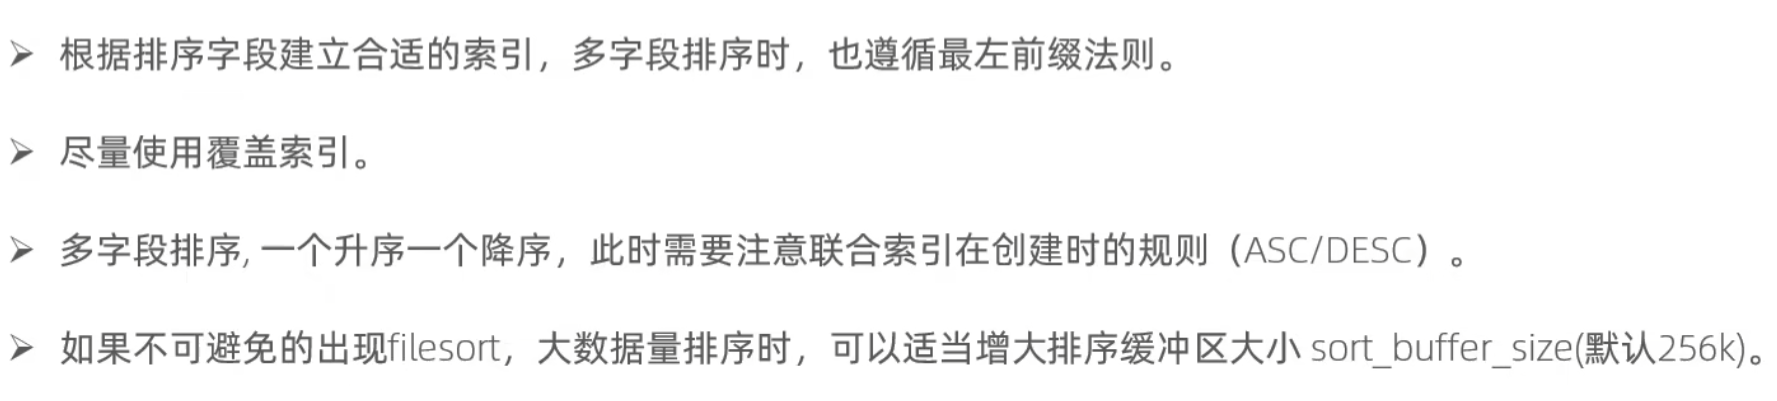 ➢ 根据排序字段建立合适的索引，多字段排序时，也遵循最左前缀法则。
➢ 尽量使用覆盖索引。
➢ 多字段排序, 一个升序一个降序，此时需要注意联合索引在创建时的规则（ASC/DESC）。
➢ 如果不可避免的出现filesort，大数据量排序时，可以适当增大排序缓冲区大小 sort_buffer_size(默认256k)。